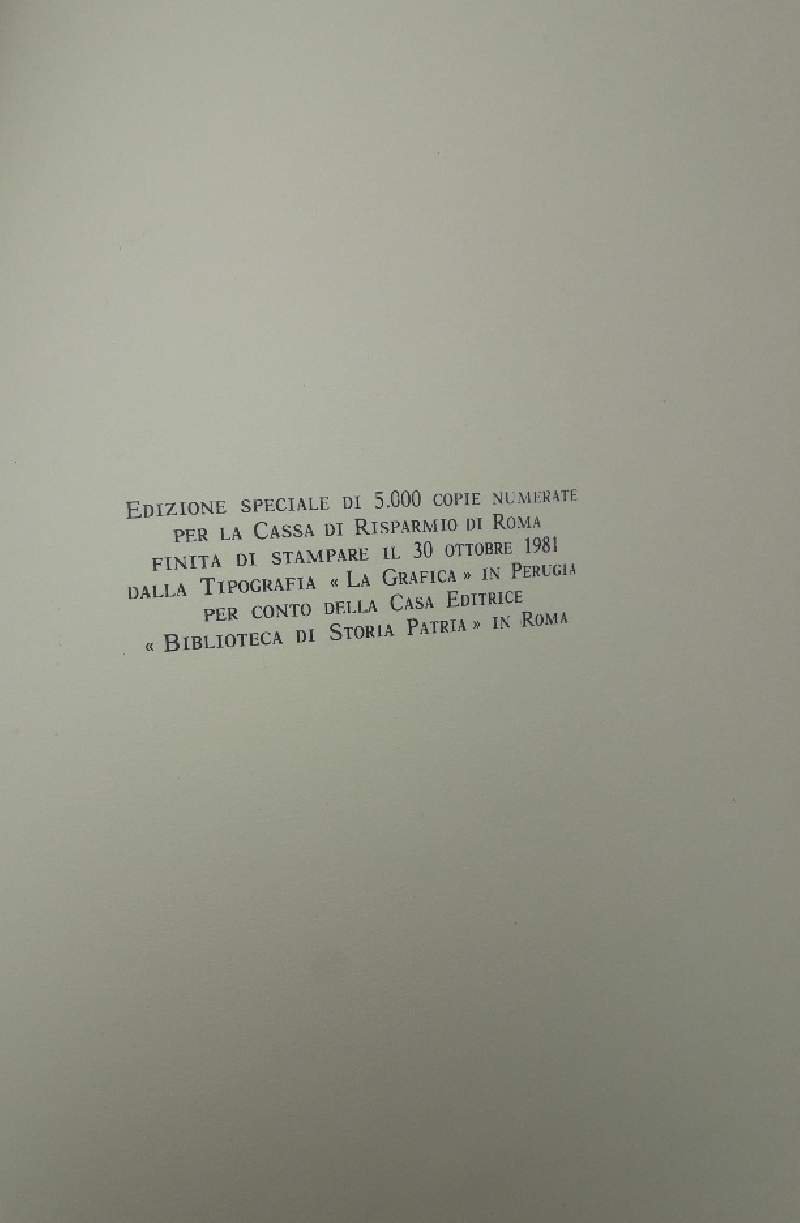 Edizione speciale di 5.000 copie numerate
per la Cassa di Risparmio di Roma
finita di stampare il 30 ottobre 1981
dalla Tipografia « La Grafica » in Perugia
per conto della Casa Editrice
« Biblioteca di Storia Patria » in Roma